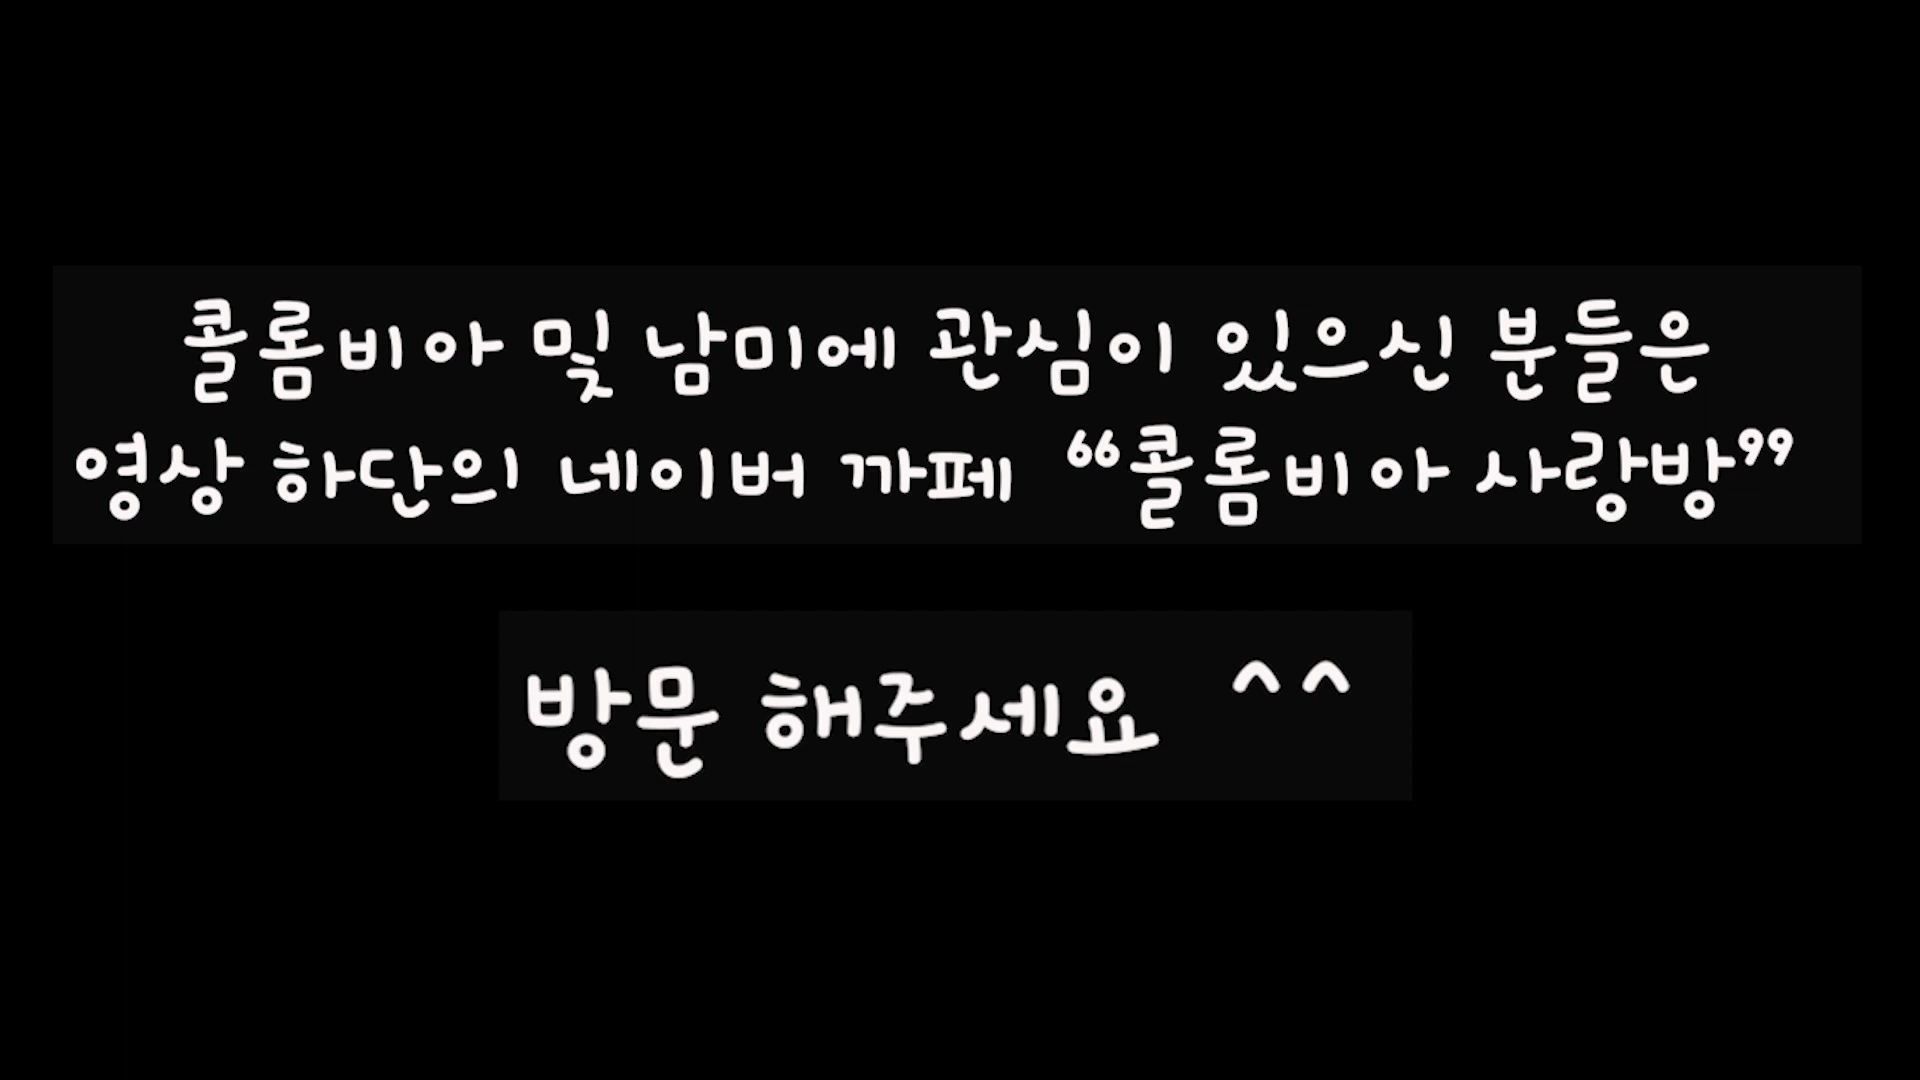 콜롬비아 및 남미에 관심이 있으신 분들은
영상 하단의 네이버 까페 “콜롬비아 사랑방”
방문 해주세요 ^^